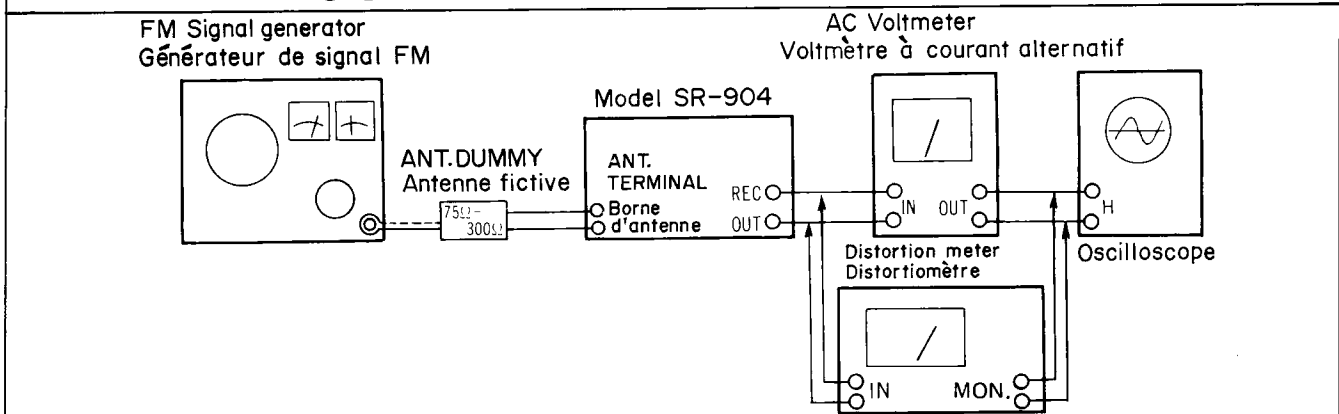 FM Signal generator
Générateur de signal FM
AC Voltmeter
Voltmètre à courant alternatif
Model SR-904
ANT.DUMMY
Antenne fictive
75Ω-
300Ω
ANT.
TERMINAL
Borne
d'antenne
REC
OUT
IN
OUT
H
Oscilloscope
Distortion meter
Distortiomètre
IN
MON.